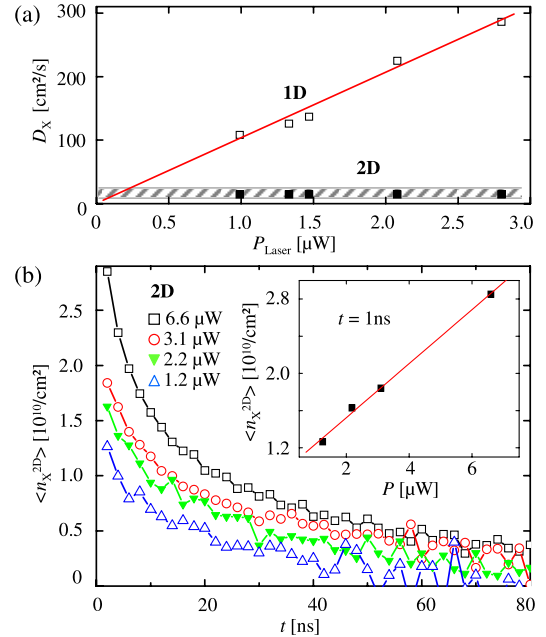 (a)
300
200
100
0
D_X [cm²/s]
1D
2D
0.0
0.5
1.0
1.5
2.0
2.5
3.0
P_Laser [µW]
(b)
2.5
2.0
1.5
1.0
0.5
0
<n_X^2D> [10^10/cm²]
2D
6.6 µW
3.1 µW
2.2 µW
1.2 µW
t = 1ns
2.8
2.0
1.2
<n_X^2D> [10^10/cm²]
2
4
6
P [µW]
0
20
40
60
80
t [ns]